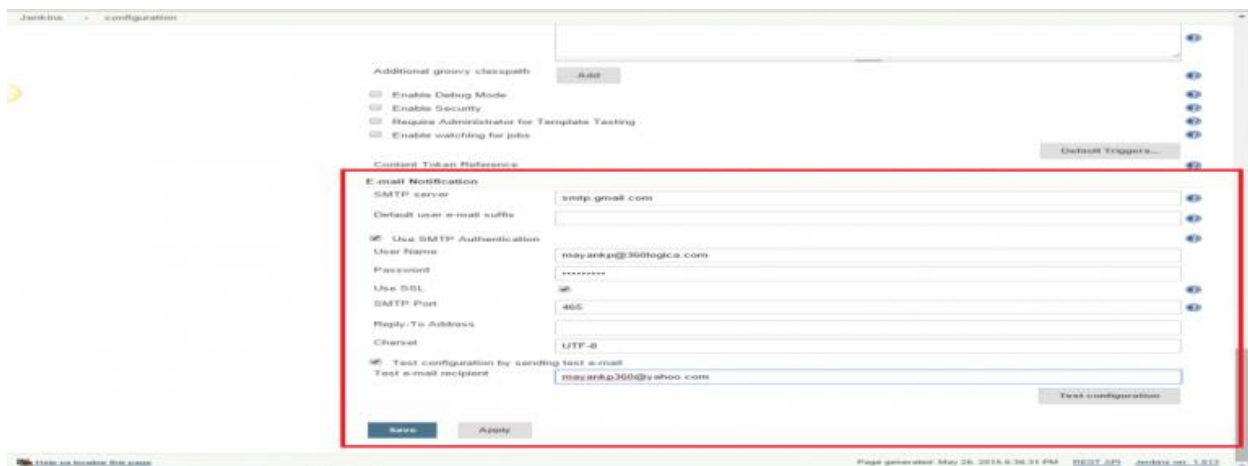 Jenkins › configuration
Additional groovy classpath
Add
Enable Debug Mode
Enable Security
Require Administrator for Template Testing
Enable watching for jobs
Default Triggers...
Content Token Reference
E-mail Notification
SMTP server
smtp.gmail.com
Default user e-mail suffix
Use SMTP Authentication
User Name
mayankp@360logica.com
Password
•••••••••
Use SSL
SMTP Port
465
Reply-To Address
Charset
UTF-8
Test configuration by sending test e-mail
Test e-mail recipient
mayankp360@yahoo.com
Test configuration
Save Apply
Help us localize this page
Page generated: May 26, 2015 6:36:31 PM REST API Jenkins ver. 1.613